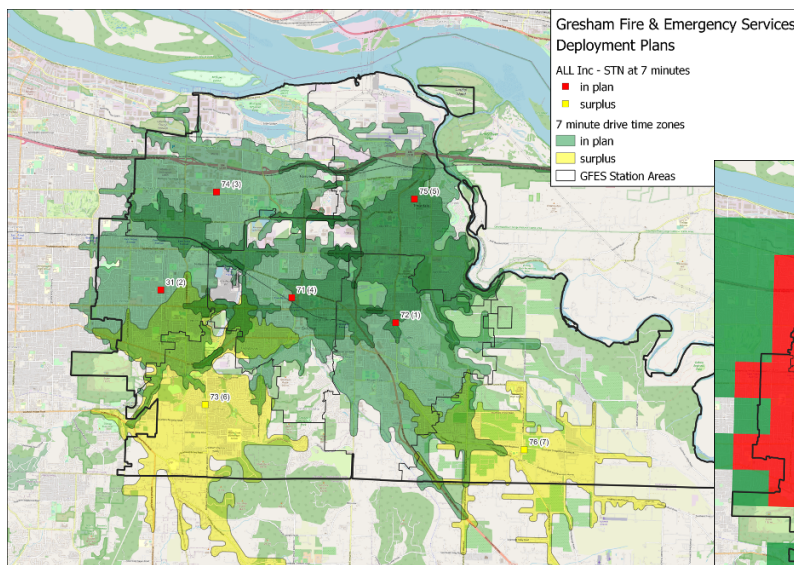 Gresham Fire & Emergency Services
Deployment Plans
ALL Inc - STN at 7 minutes
in plan
surplus
7 minute drive time zones
in plan
surplus
GFES Station Areas
74 (3)
75 (5)
31 (2)
71 (4)
72 (1)
73 (6)
76 (7)